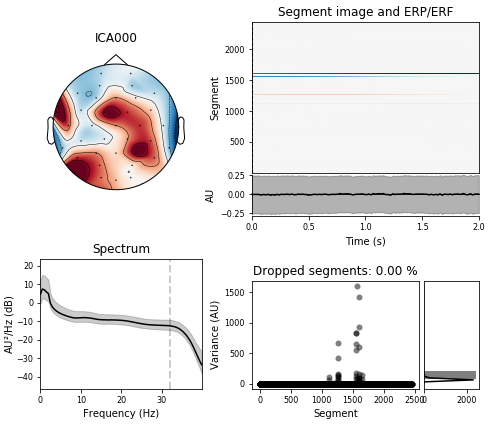 ICA000
Segment image and ERP/ERF
2000
1500
1000
500
Segment
0.25
0.00
−0.25
AU
0.0 0.5 1.0 1.5 2.0
Time (s)
Spectrum
20
10
0
−10
−20
−30
−40
AU²/Hz (dB)
0 10 20 30
Frequency (Hz)
Dropped segments: 0.00 %
1500
1000
500
0
Variance (AU)
0 500 1000 1500 2000 2500
Segment
0 2000